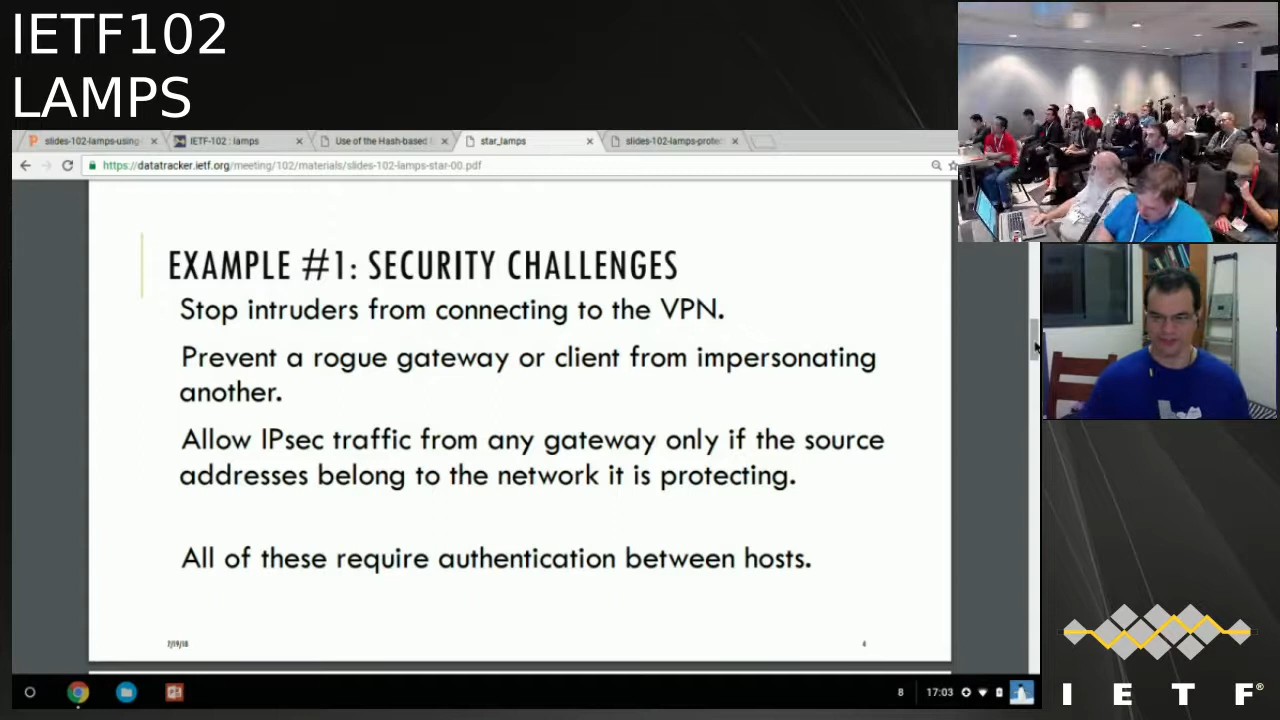 IETF102
LAMPS
slides-102-lamps-using
IETF-102 : lamps
Use of the Hash-based
star_lamps
slides-102-lamps-protec
https://datatracker.ietf.org/meeting/102/materials/slides-102-lamps-star-00.pdf
EXAMPLE #1: SECURITY CHALLENGES
Stop intruders from connecting to the VPN.
Prevent a rogue gateway or client from impersonating
another.
Allow IPsec traffic from any gateway only if the source
addresses belong to the network it is protecting.
All of these require authentication between hosts.
7/19/18
4
8
17:03
I E T F®